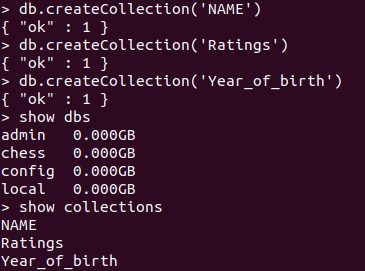 > db.createCollection('NAME')
{ "ok" : 1 }
> db.createCollection('Ratings')
{ "ok" : 1 }
> db.createCollection('Year_of_birth')
{ "ok" : 1 }
> show dbs
admin   0.000GB
chess   0.000GB
config  0.000GB
local   0.000GB
> show collections
NAME
Ratings
Year_of_birth